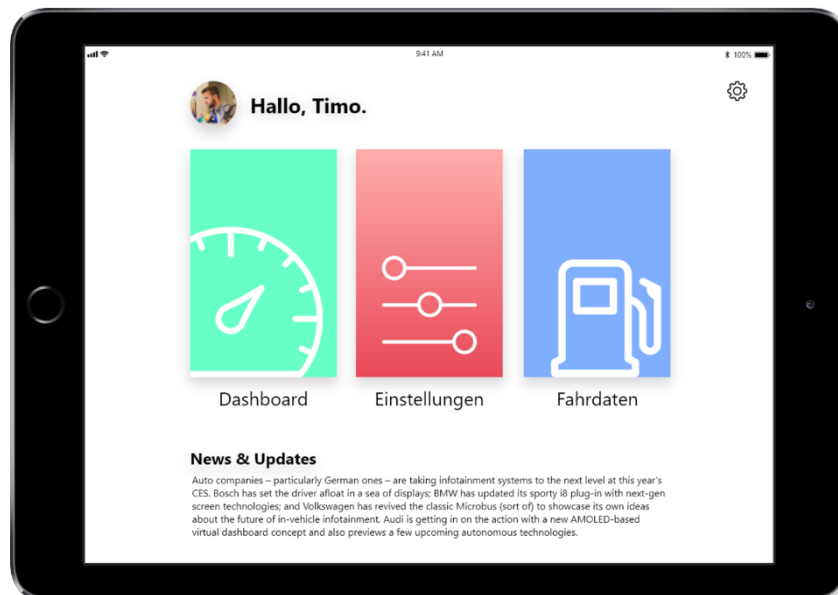 9:41 AM
100%
Hallo, Timo.
Dashboard
Einstellungen
Fahrdaten
News & Updates
Auto companies – particularly German ones – are taking infotainment systems to the next level at this year's
CES. Bosch has set the driver afloat in a sea of displays; BMW has updated its sporty i8 plug-in with next-gen
screen technologies; and Volkswagen has revived the classic Microbus (sort of) to showcase its own ideas
about the future of in-vehicle infotainment. Audi is getting in on the action with a new AMOLED-based
virtual dashboard concept and also previews a few upcoming autonomous technologies.